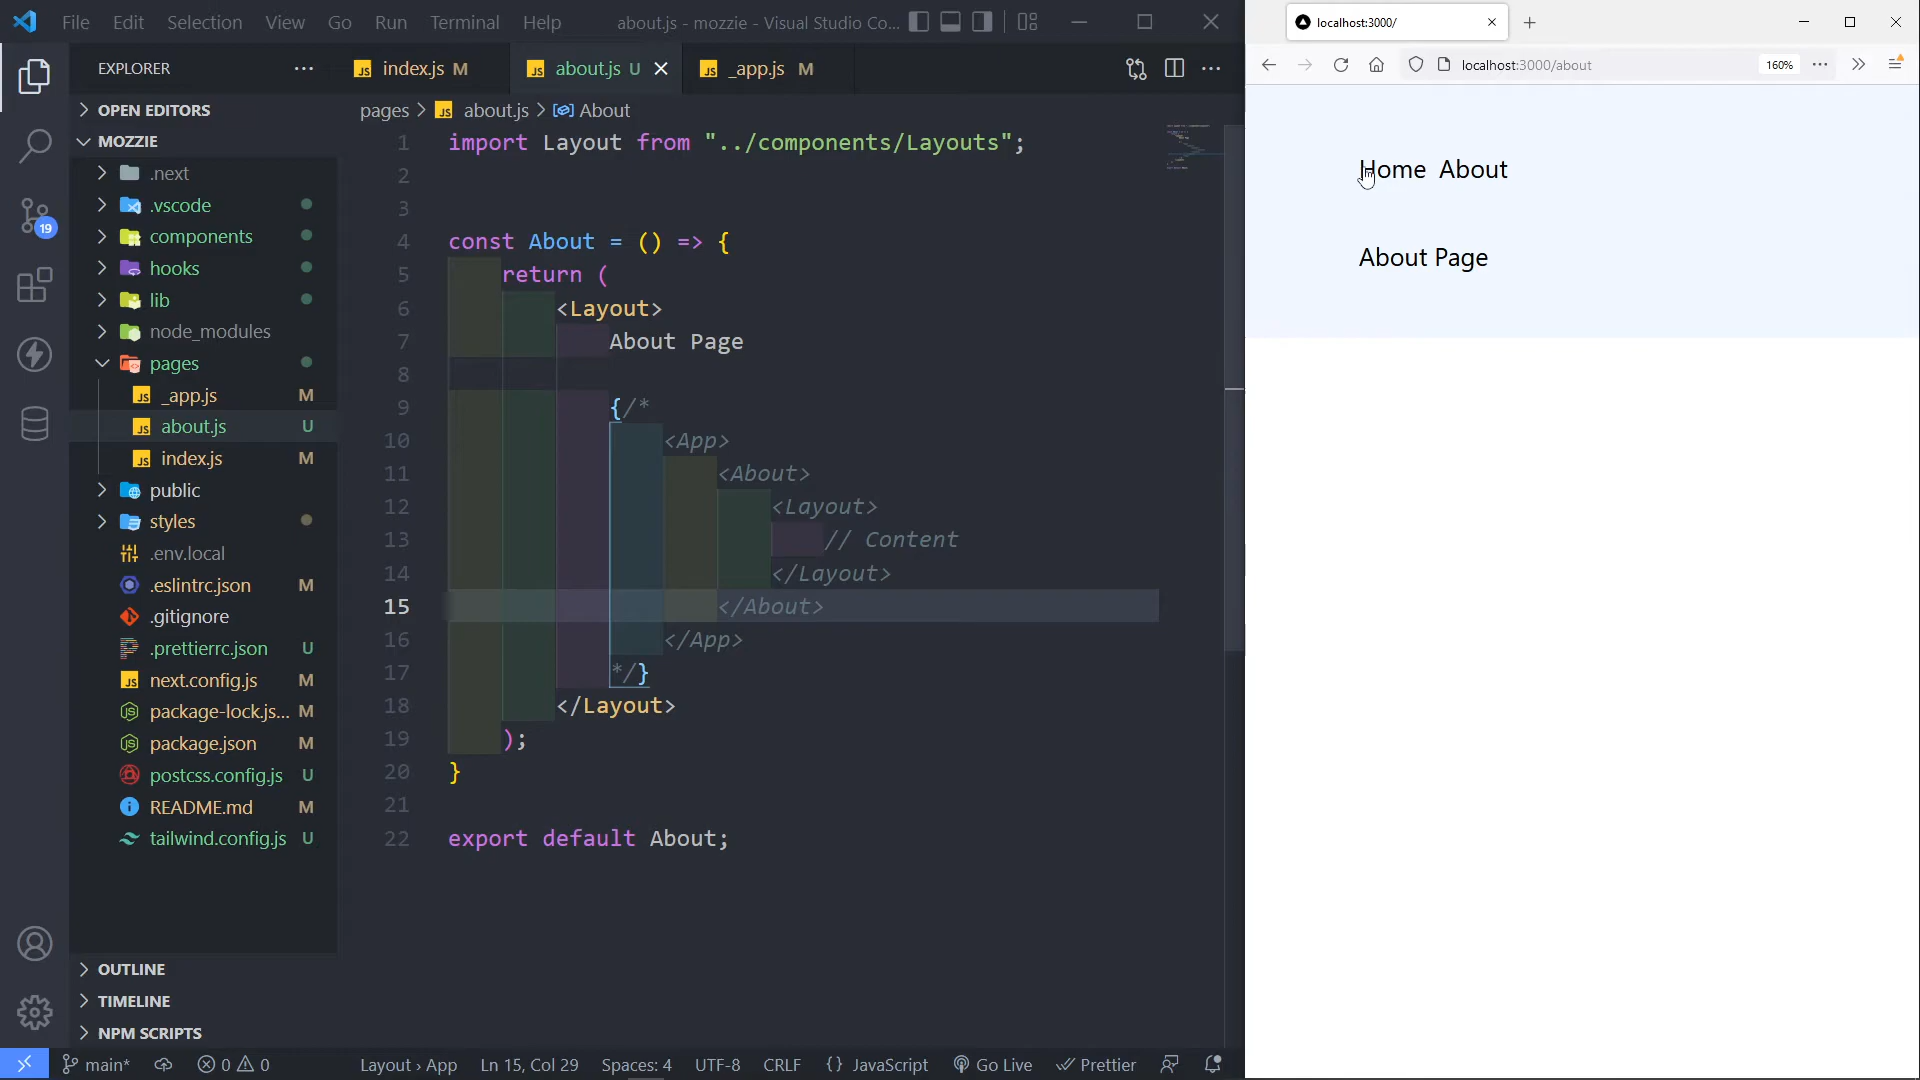 File Edit Selection View Go Run Terminal Help
about.js - mozzie - Visual Studio Co...
EXPLORER
OPEN EDITORS
MOZZIE
.next
.vscode
components
hooks
lib
node_modules
pages
_app.js M
about.js U
index.js M
public
styles
.env.local
.eslintrc.json M
.gitignore
.prettierrc.json U
next.config.js M
package-lock.js... M
package.json M
postcss.config.js U
README.md M
tailwind.config.js U
OUTLINE
TIMELINE
NPM SCRIPTS
19
index.js M about.js U _app.js M
pages > about.js > About
1 import Layout from "../components/Layouts";
2
3
4 const About = () => {
5 return (
6 <Layout>
7 About Page
8
9 {/*
10 <App>
11 <About>
12 <Layout>
13 // Content
14 </Layout>
15 </About>
16 </App>
17 */}
18 </Layout>
19 );
20 }
21
22 export default About;
main* 0 0 Layout › App Ln 15, Col 29 Spaces: 4 UTF-8 CRLF {} JavaScript Go Live Prettier
localhost:3000/
localhost:3000/about 160%
Home About
About Page